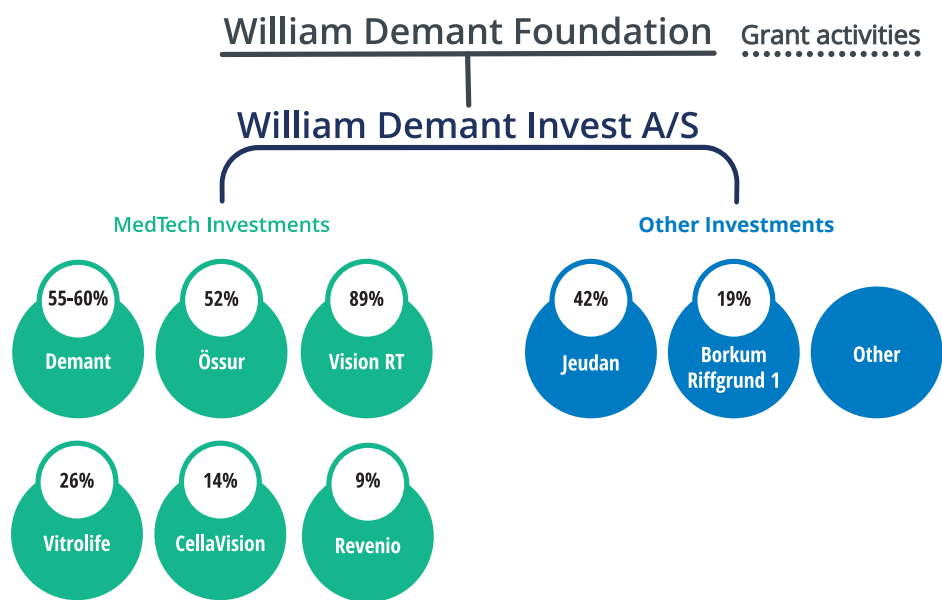 William Demant Foundation
Grant activities
William Demant Invest A/S
MedTech Investments
Other Investments
55-60%
Demant
52%
Össur
89%
Vision RT
42%
Jeudan
19%
Borkum
Riffgrund 1
Other
26%
Vitrolife
14%
CellaVision
9%
Revenio